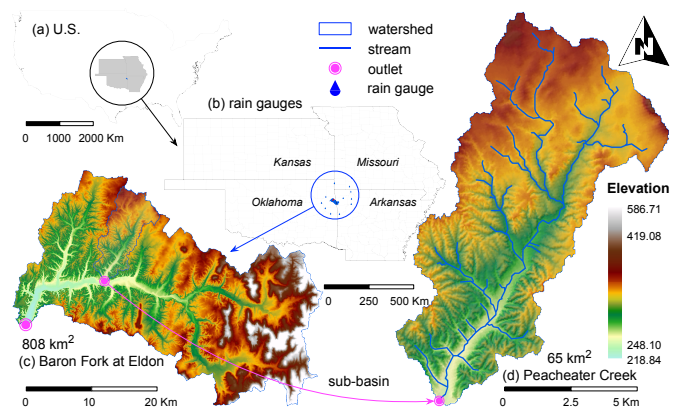 (a) U.S.
0 1000 2000 Km
watershed
stream
outlet
rain gauge
N
(b) rain gauges
Kansas Missouri
Oklahoma Arkansas
0 250 500 Km
Elevation
586.71
419.08
248.10
218.84
808 km²
(c) Baron Fork at Eldon
0 10 20 Km
sub-basin
65 km²
(d) Peacheater Creek
0 2.5 5 Km